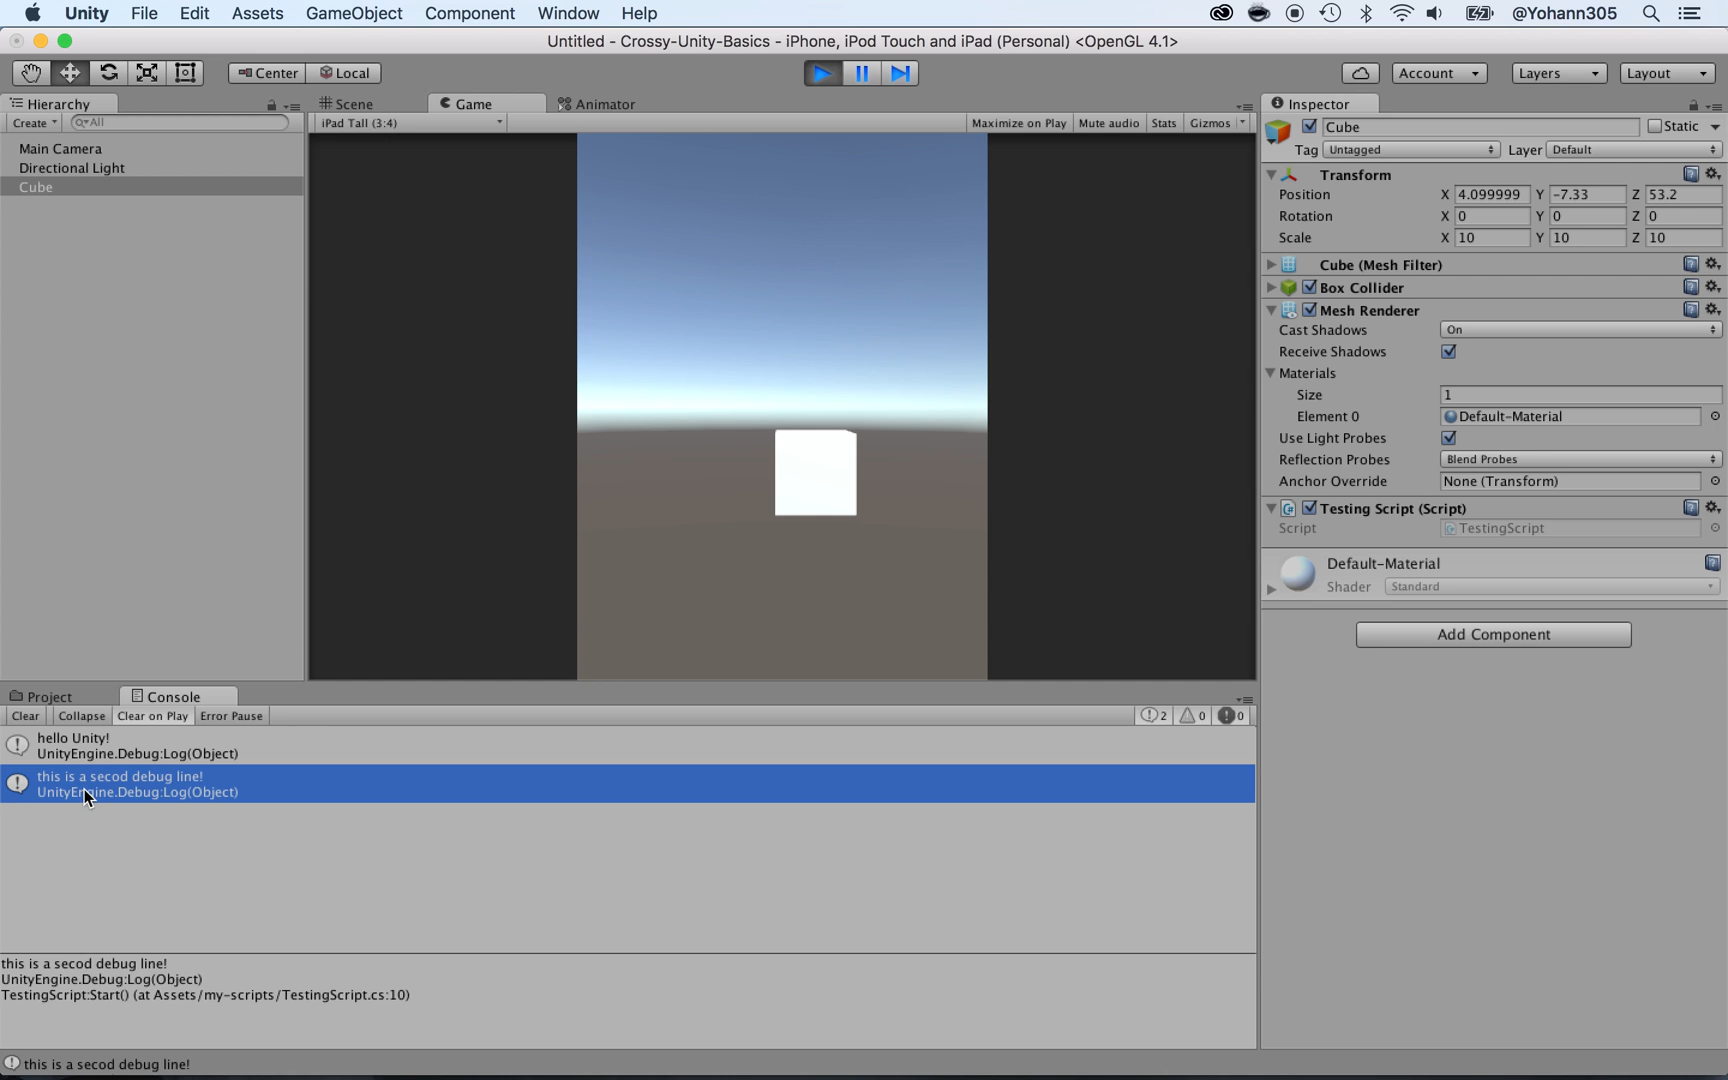 Unity File Edit Assets GameObject Component Window Help @Yohann305
Untitled - Crossy-Unity-Basics - iPhone, iPod Touch and iPad (Personal) <OpenGL 4.1>
Center Local Account Layers Layout
Hierarchy
Create All
Main Camera
Directional Light
Cube
Scene Game Animator
iPad Tall (3:4) Maximize on Play Mute audio Stats Gizmos
Inspector
Cube Static
Tag Untagged Layer Default
Transform
Position X 4.099999 Y -7.33 Z 53.2
Rotation X 0 Y 0 Z 0
Scale X 10 Y 10 Z 10
Cube (Mesh Filter)
Box Collider
Mesh Renderer
Cast Shadows On
Receive Shadows
Materials
Size 1
Element 0 Default-Material
Use Light Probes
Reflection Probes Blend Probes
Anchor Override None (Transform)
Testing Script (Script)
Script TestingScript
Default-Material
Shader Standard
Add Component
Project Console
Clear Collapse Clear on Play Error Pause 2 0 0
hello Unity!
UnityEngine.Debug:Log(Object)
this is a secod debug line!
UnityEngine.Debug:Log(Object)
this is a secod debug line!
UnityEngine.Debug:Log(Object)
TestingScript:Start() (at Assets/my-scripts/TestingScript.cs:10)
this is a secod debug line!